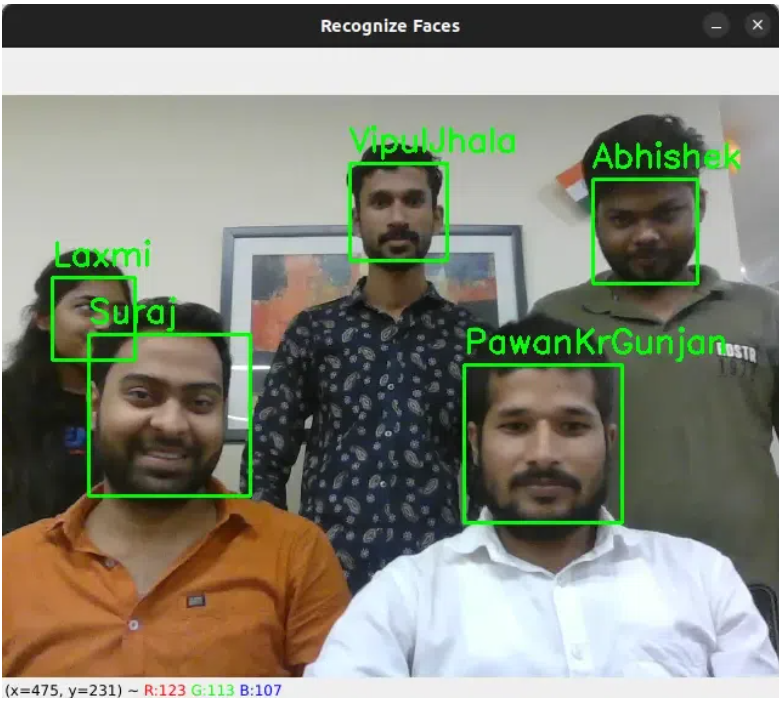 Recognize Faces
VipulJhala
Abhishek
Laxmi
Suraj
PawanKrGunjan
(x=475, y=231) ~ R:123 G:113 B:107